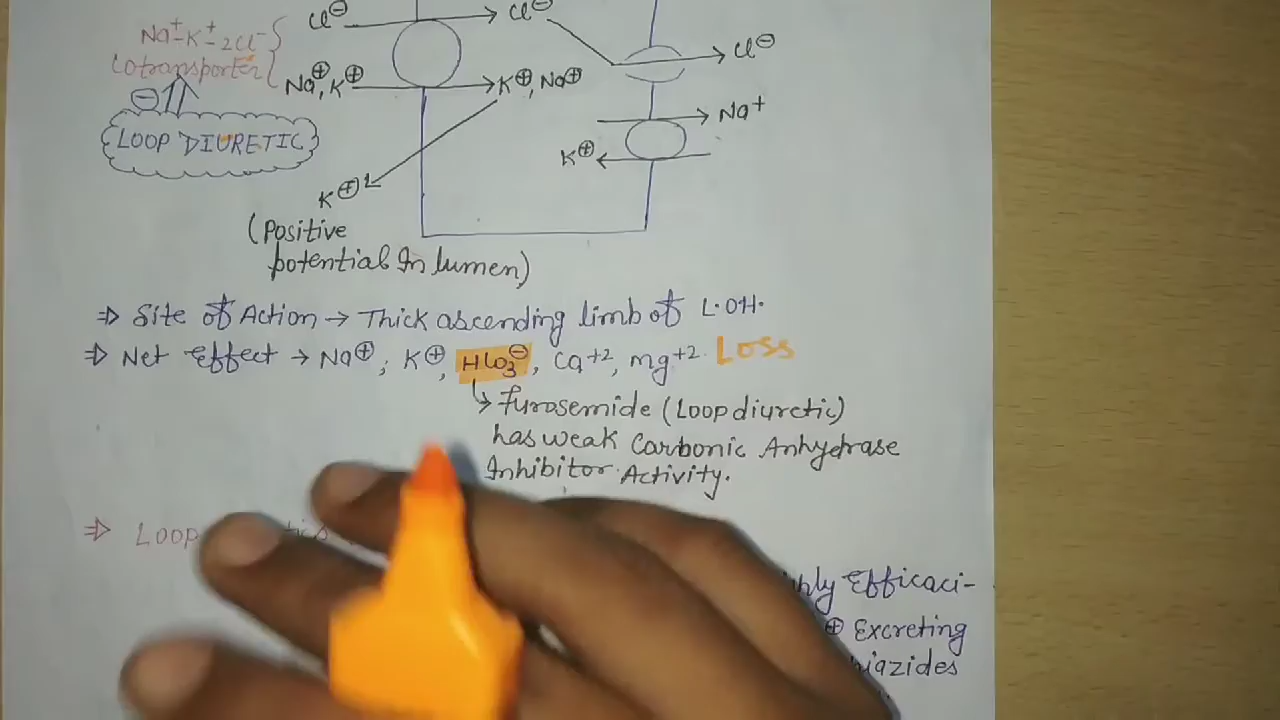 Cl⊖ → Cl⊖ → Cl⊖
Na⁺-K⁺-2Cl⁻
Cotransporter
Na⊕, K⊕ → K⊕, Na⊕
⊖
LOOP DIURETIC
Na⁺
K⊕
K⊕
(Positive
potential In lumen)
⇒ Site of Action → Thick ascending limb of L.OH.
⇒ Net Effect → Na⊕, K⊕, HCO₃⊖, Ca⁺², mg⁺². Loss
↳ Furosemide (Loop diuretic)
has weak Carbonic Anhydrase
Inhibitor Activity.
⇒ Loop
Efficaci-
⊕ Excreting